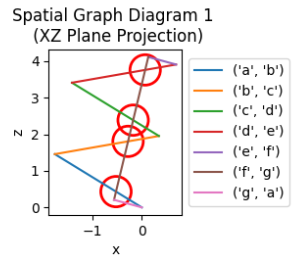 Spatial Graph Diagram 1
(XZ Plane Projection)
4
3
2
1
0
z
−1
0
x
('a', 'b')
('b', 'c')
('c', 'd')
('d', 'e')
('e', 'f')
('f', 'g')
('g', 'a')